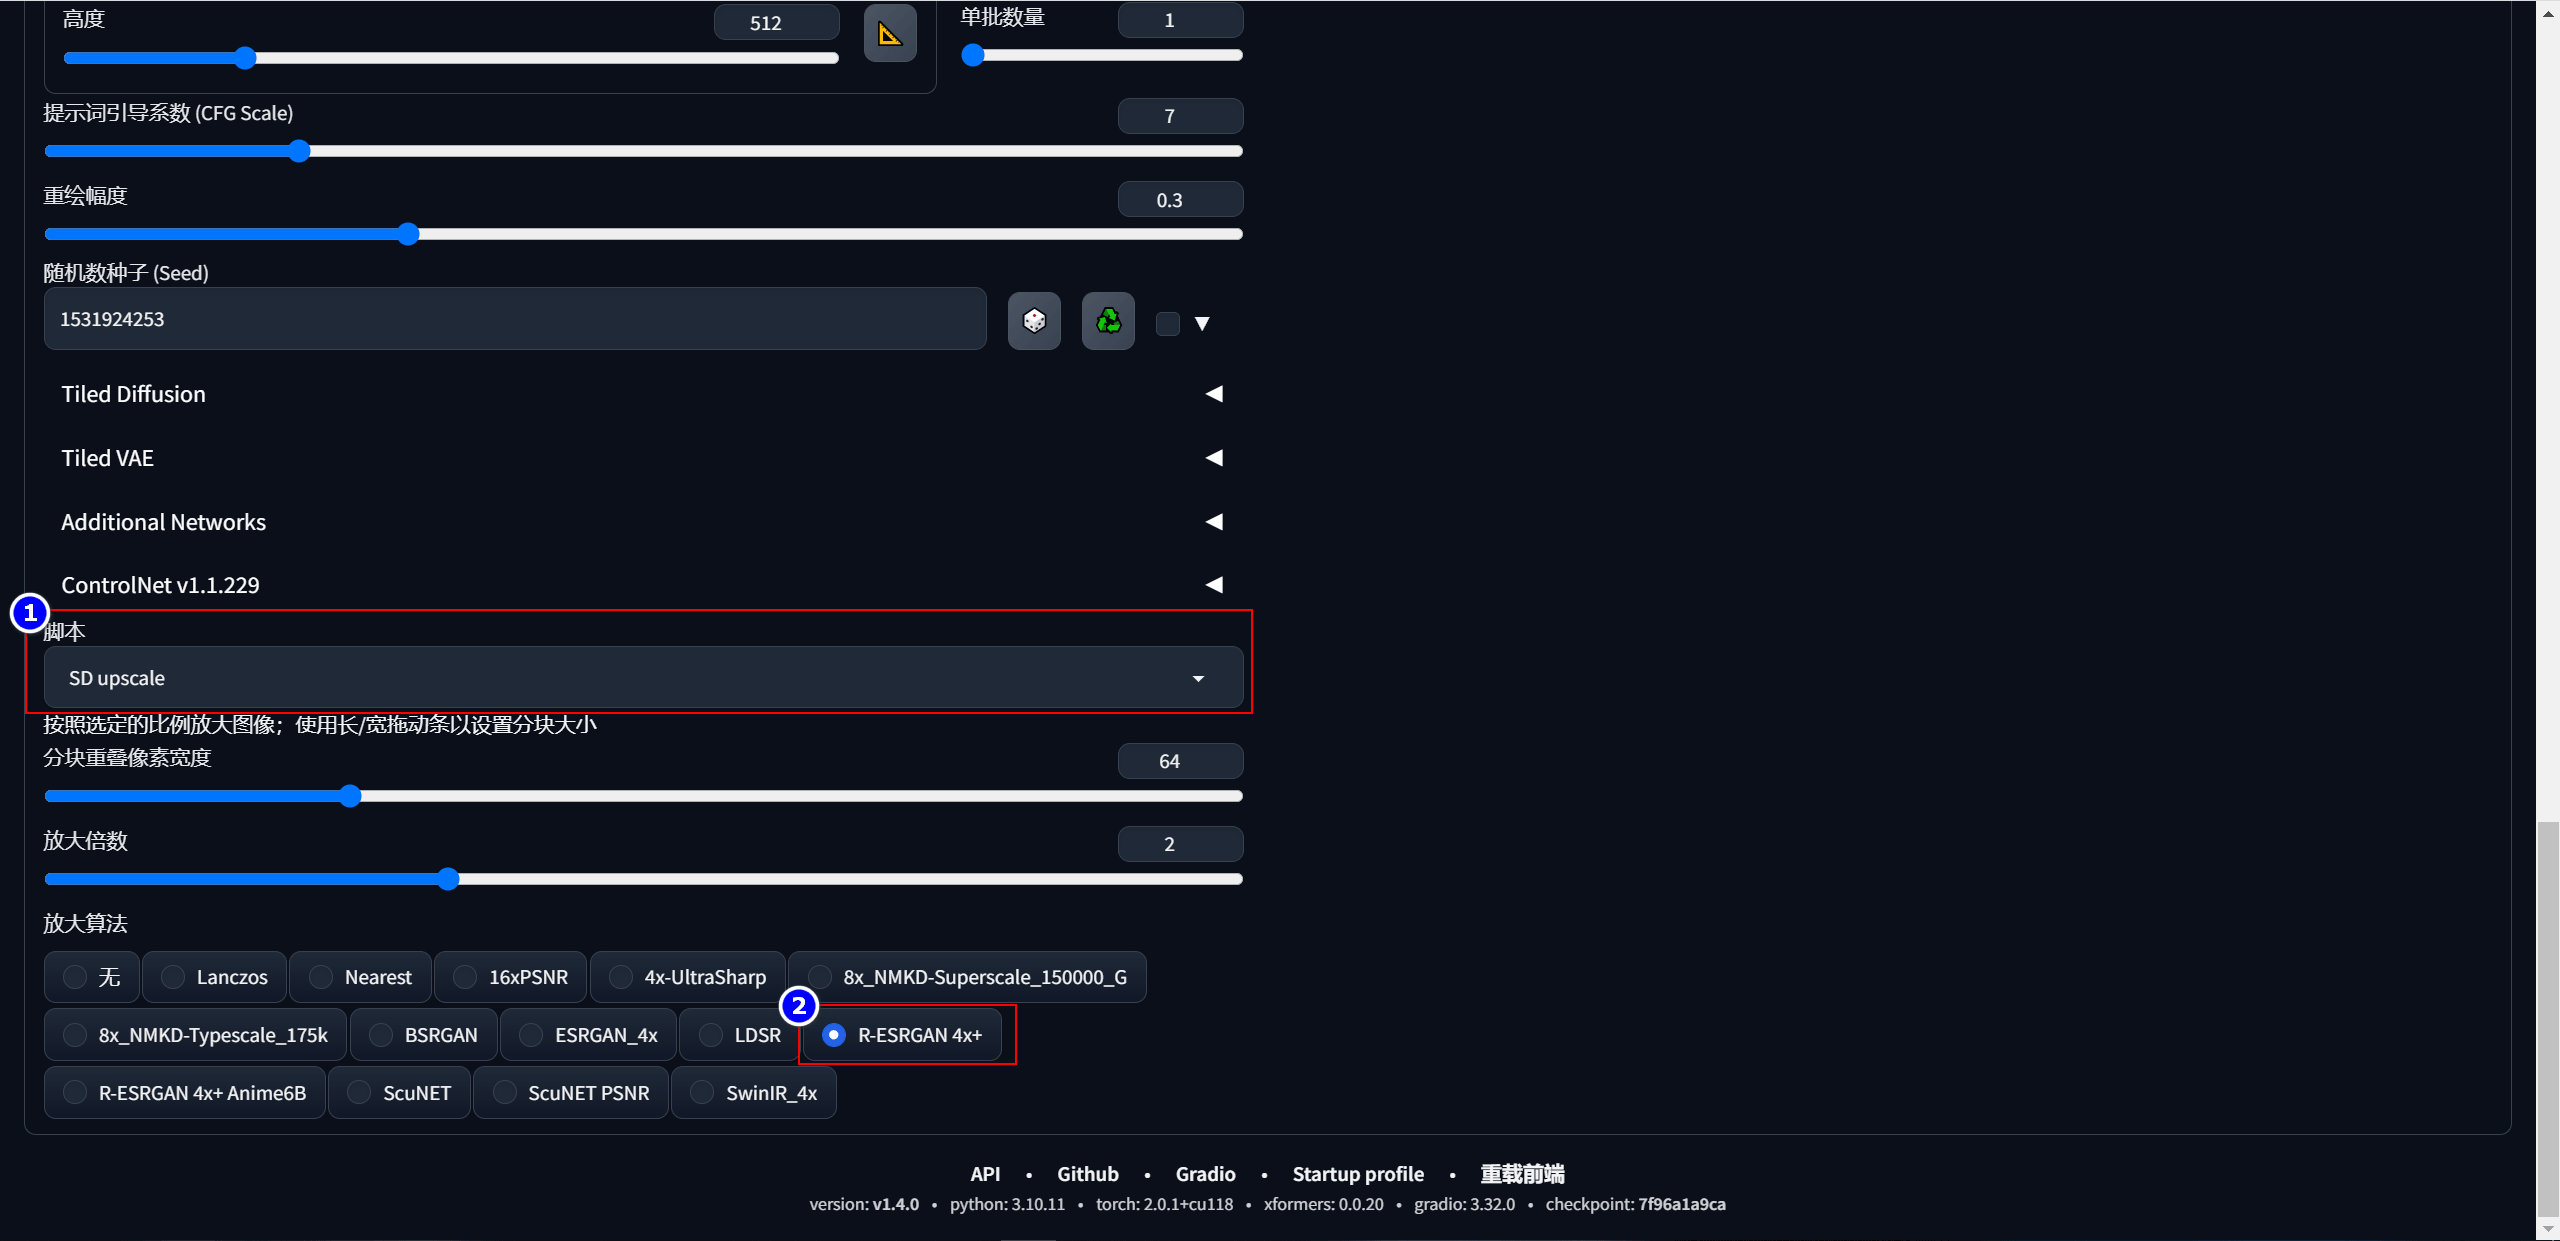 高度
512
单批数量
1
提示词引导系数 (CFG Scale)
7
重绘幅度
0.3
随机数种子 (Seed)
1531924253
Tiled Diffusion
Tiled VAE
Additional Networks
ControlNet v1.1.229
1
脚本
SD upscale
按照选定的比例放大图像；使用长/宽拖动条以设置分块大小
分块重叠像素宽度
64
放大倍数
2
放大算法
无 Lanczos Nearest 16xPSNR 4x-UltraSharp 8x_NMKD-Superscale_150000_G
2
8x_NMKD-Typescale_175k BSRGAN ESRGAN_4x LDSR R-ESRGAN 4x+
R-ESRGAN 4x+ Anime6B ScuNET ScuNET PSNR SwinIR_4x
API • Github • Gradio • Startup profile • 重载前端
version: v1.4.0 • python: 3.10.11 • torch: 2.0.1+cu118 • xformers: 0.0.20 • gradio: 3.32.0 • checkpoint: 7f96a1a9ca